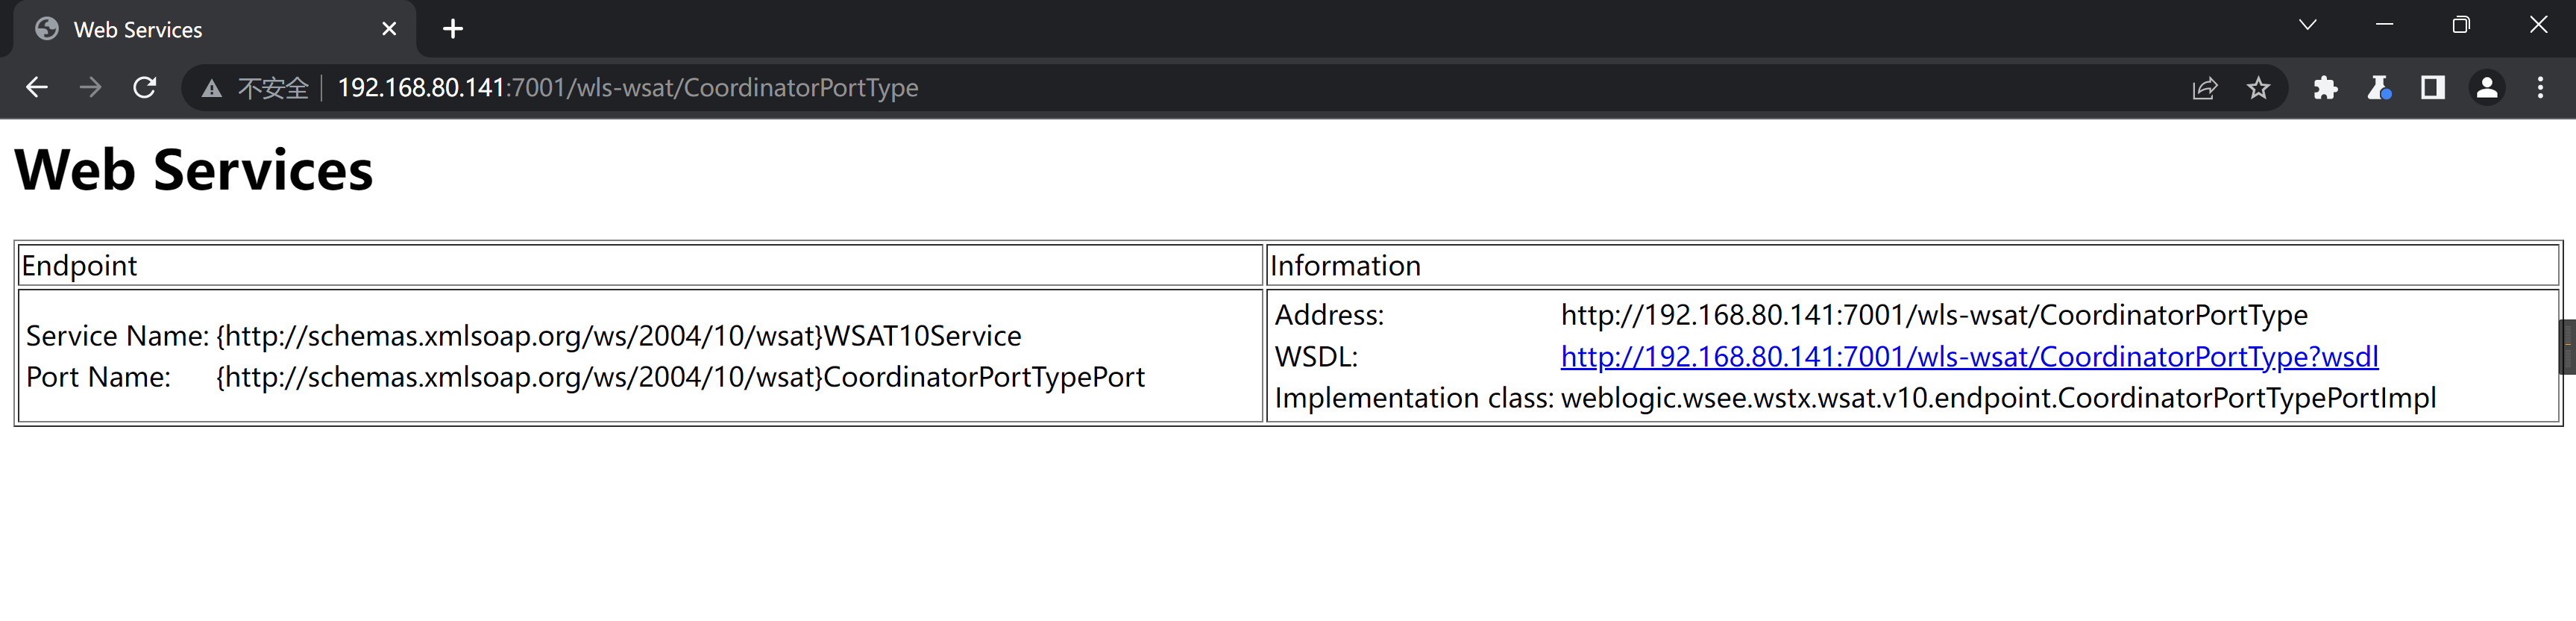 Web Services
不安全 192.168.80.141:7001/wls-wsat/CoordinatorPortType
Web Services
Endpoint Information
Service Name: {http://schemas.xmlsoap.org/ws/2004/10/wsat}WSAT10Service
Port Name: {http://schemas.xmlsoap.org/ws/2004/10/wsat}CoordinatorPortTypePort
Address: http://192.168.80.141:7001/wls-wsat/CoordinatorPortType
WSDL: http://192.168.80.141:7001/wls-wsat/CoordinatorPortType?wsdl
Implementation class: weblogic.wsee.wstx.wsat.v10.endpoint.CoordinatorPortTypePortImpl